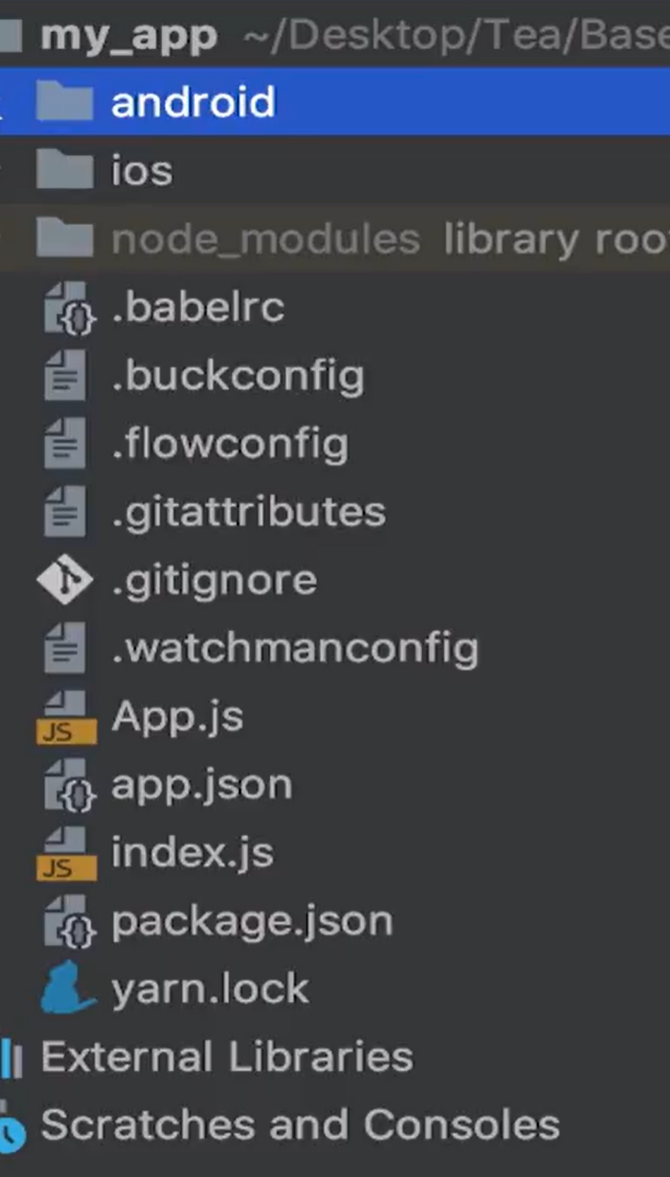 my_app ~/Desktop/Tea/Base
android
ios
node_modules library roo
.babelrc
.buckconfig
.flowconfig
.gitattributes
.gitignore
.watchmanconfig
JS App.js
app.json
JS index.js
package.json
yarn.lock
External Libraries
Scratches and Consoles